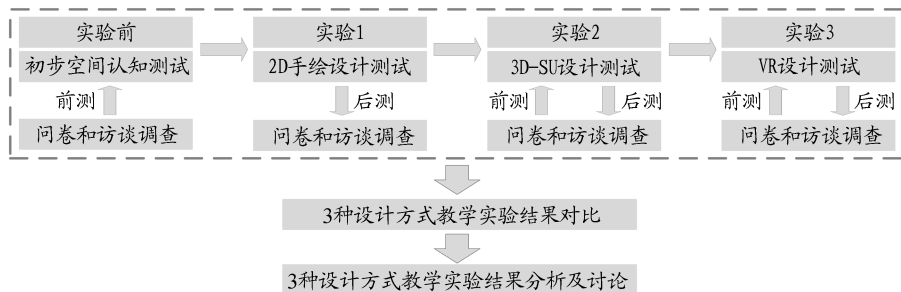 实验前
实验1
实验2
实验3
初步空间认知测试
2D手绘设计测试
3D-SU设计测试
VR设计测试
前测
后测
前测
后测
前测
后测
问卷和访谈调查
问卷和访谈调查
问卷和访谈调查
问卷和访谈调查
3种设计方式教学实验结果对比
3种设计方式教学实验结果分析及讨论